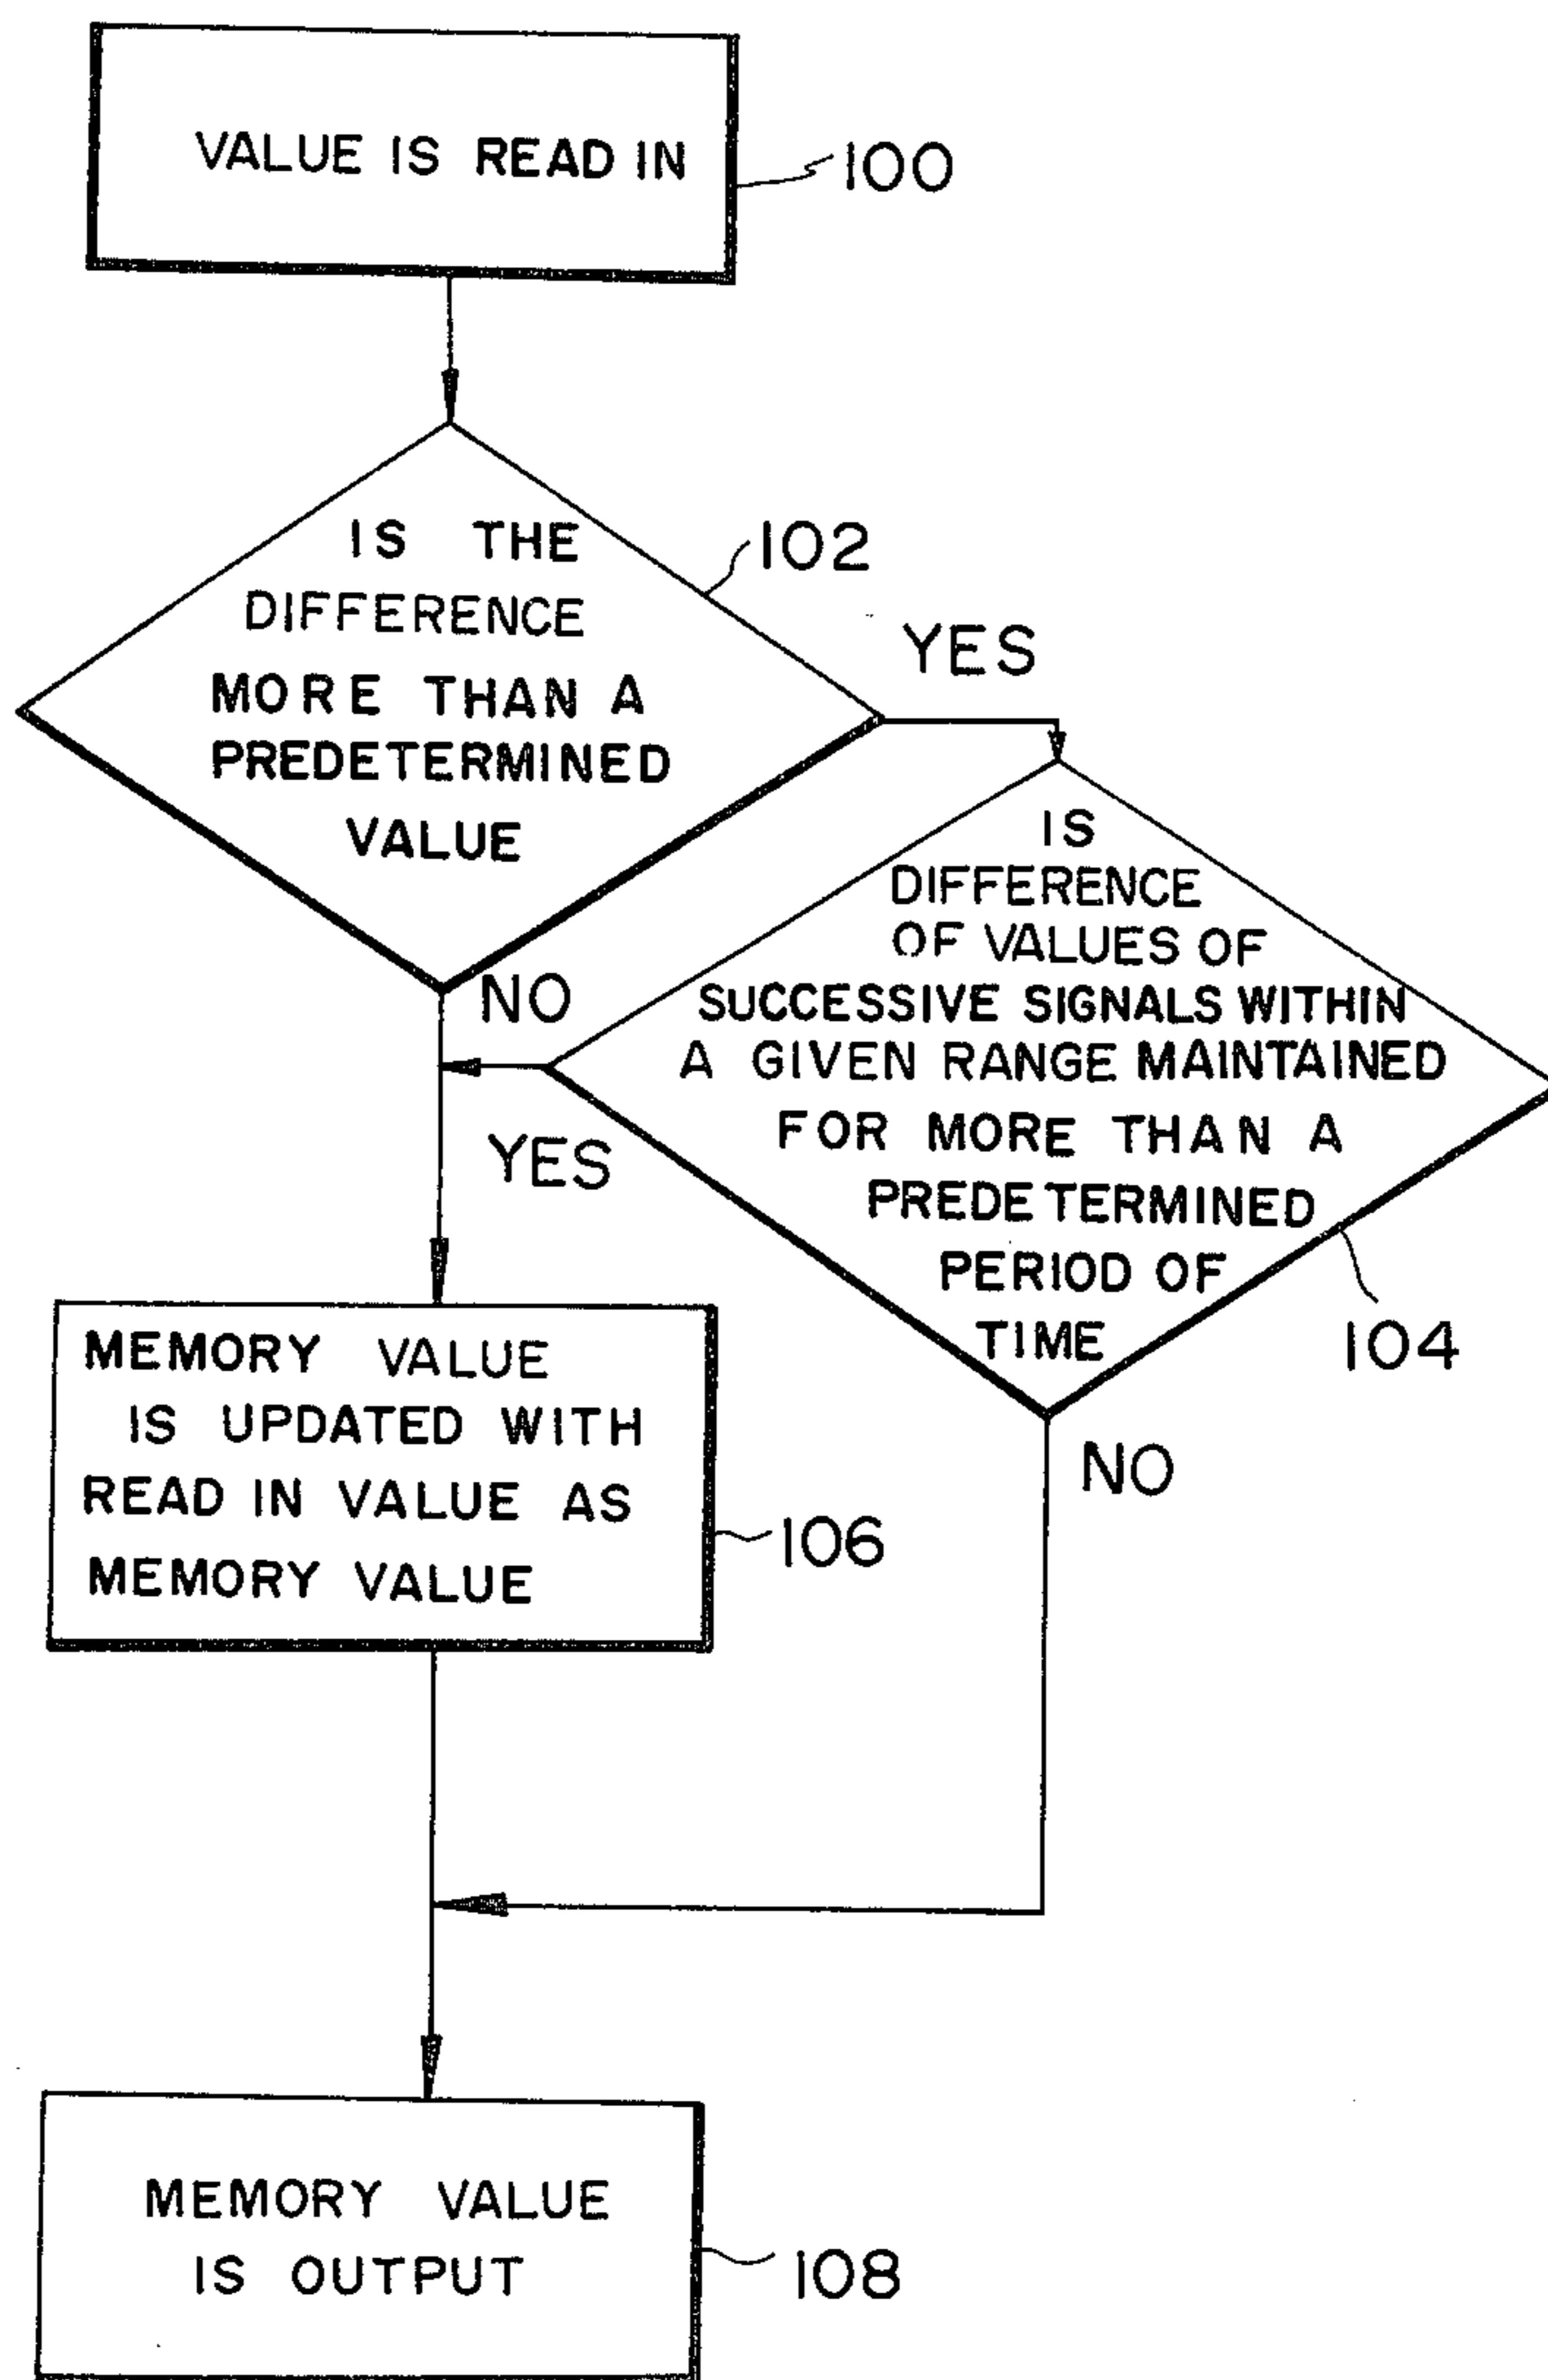 VALUE IS READ IN
100
IS THE
DIFFERENCE
MORE THAN A
PREDETERMINED
VALUE
102
YES
NO
IS
DIFFERENCE
OF VALUES OF
SUCCESSIVE SIGNALS WITHIN
A GIVEN RANGE MAINTAINED
FOR MORE THAN A
PREDETERMINED
PERIOD OF
TIME
104
YES
NO
MEMORY VALUE
IS UPDATED WITH
READ IN VALUE AS
MEMORY VALUE
106
MEMORY VALUE
IS OUTPUT
108